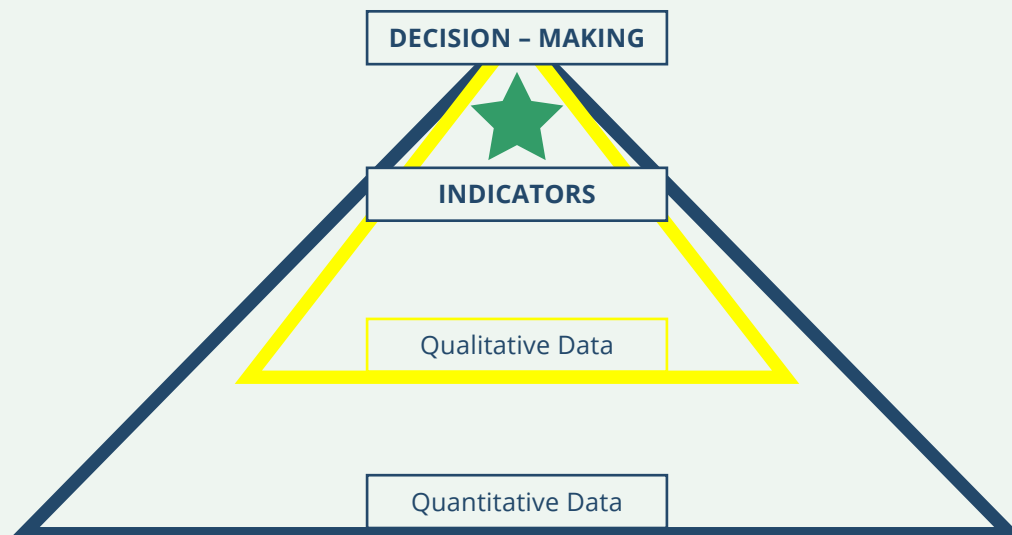 DECISION – MAKING
INDICATORS
Qualitative Data
Quantitative Data